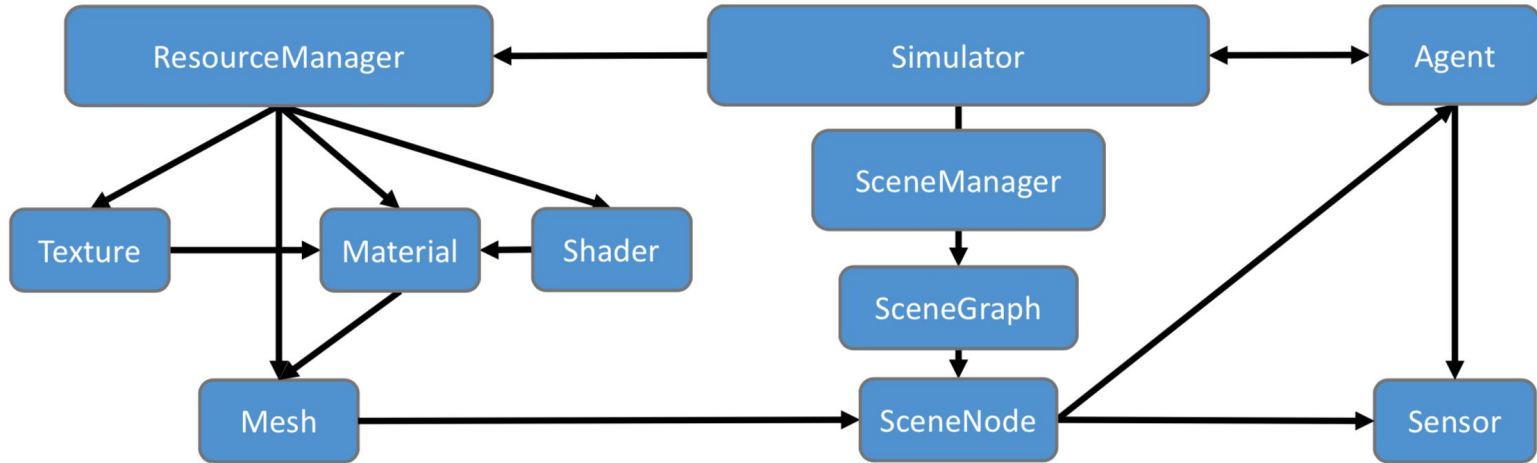 ResourceManager
Simulator
Agent
SceneManager
Texture
Material
Shader
SceneGraph
Mesh
SceneNode
Sensor